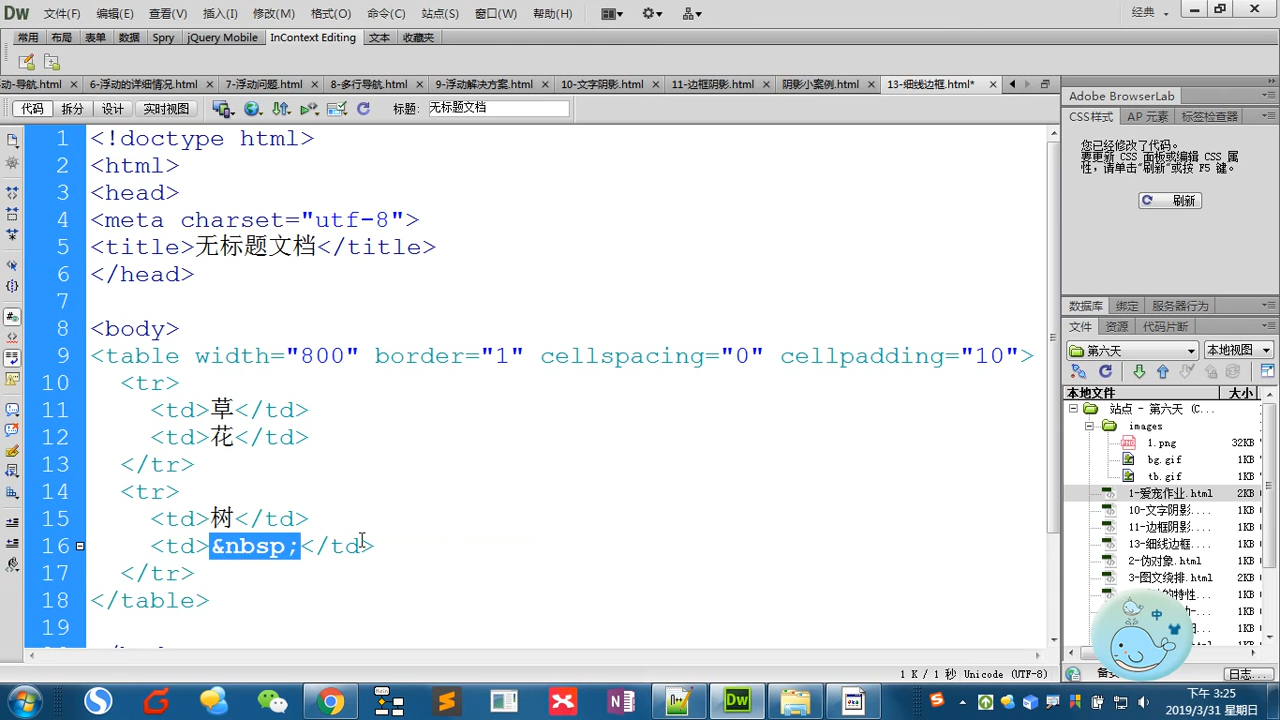 Dw 文件(F) 编辑(E) 查看(V) 插入(I) 修改(M) 格式(O) 命令(C) 站点(S) 窗口(W) 帮助(H) 经典
常用 布局 表单 数据 Spry jQuery Mobile InContext Editing 文本 收藏夹
动-导航.html 6-浮动的详细情况.html 7-浮动问题.html 8-多行导航.html 9-浮动解决方案.html 10-文字阴影.html 11-边框阴影.html 阴影小案例.html 13-细线边框.html*
代码 拆分 设计 实时视图 标题: 无标题文档
1 <!doctype html>
2 <html>
3 <head>
4 <meta charset="utf-8">
5 <title>无标题文档</title>
6 </head>
7
8 <body>
9 <table width="800" border="1" cellspacing="0" cellpadding="10">
10 <tr>
11 <td>草</td>
12 <td>花</td>
13 </tr>
14 <tr>
15 <td>树</td>
16 <td>&nbsp;</td>
17 </tr>
18 </table>
19
1 K / 1 秒 Unicode (UTF-8)
Adobe BrowserLab
CSS样式 AP 元素 标签检查器
您已经修改了代码。
要更新 CSS 面板或编辑 CSS 属
性，请单击“刷新”或按 F5 键。
刷新
数据库 绑定 服务器行为
文件 资源 代码片断
第六天 本地视图
本地文件 大小
站点 - 第六天 (C...
images
1.png 32KB
bg.gif 1KB
tb.gif 1KB
1-爱宠作业.html 2KB
10-文字阴影... 1KB
11-边框阴影... 1KB
13-细线边框... 1KB
2-伪对象.html 1KB
3-图文绕排.html 1KB
的特性 1KB
1KB
中
日志...
下午 3:25
2019/3/31 星期日